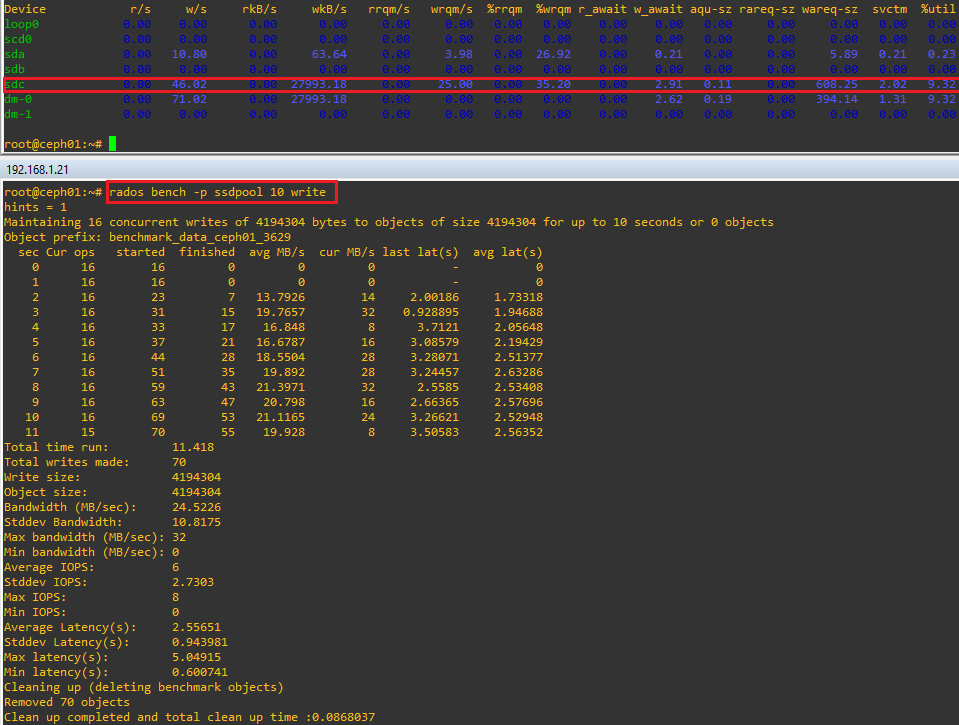 Device r/s w/s rkB/s wkB/s rrqm/s wrqm/s %rrqm %wrqm r_await w_await aqu-sz rareq-sz wareq-sz svctm %util
loop0 0.00 0.00 0.00 0.00 0.00 0.00 0.00 0.00 0.00 0.00 0.00 0.00 0.00 0.00 0.00
scd0 0.00 0.00 0.00 0.00 0.00 0.00 0.00 0.00 0.00 0.00 0.00 0.00 0.00 0.00 0.00
sda 0.00 10.80 0.00 63.64 0.00 3.98 0.00 26.92 0.00 0.21 0.00 0.00 5.89 0.21 0.23
sdb 0.00 0.00 0.00 0.00 0.00 0.00 0.00 0.00 0.00 0.00 0.00 0.00 0.00 0.00 0.00
sdc 0.00 46.02 0.00 27993.18 0.00 25.00 0.00 35.20 0.00 2.91 0.11 0.00 608.25 2.02 9.32
dm-0 0.00 71.02 0.00 27993.18 0.00 0.00 0.00 0.00 0.00 2.62 0.19 0.00 394.14 1.31 9.32
dm-1 0.00 0.00 0.00 0.00 0.00 0.00 0.00 0.00 0.00 0.00 0.00 0.00 0.00 0.00 0.00
root@ceph01:~#
192.168.1.21
root@ceph01:~# rados bench -p ssdpool 10 write
hints = 1
Maintaining 16 concurrent writes of 4194304 bytes to objects of size 4194304 for up to 10 seconds or 0 objects
Object prefix: benchmark_data_ceph01_3629
sec Cur ops started finished avg MB/s cur MB/s last lat(s) avg lat(s)
0 16 16 0 0 0 - 0
1 16 16 0 0 0 - 0
2 16 23 7 13.7926 14 2.00186 1.73318
3 16 31 15 19.7657 32 0.928895 1.94688
4 16 33 17 16.848 8 3.7121 2.05648
5 16 37 21 16.6787 16 3.08579 2.19429
6 16 44 28 18.5504 28 3.28071 2.51377
7 16 51 35 19.892 28 3.24457 2.63286
8 16 59 43 21.3971 32 2.5585 2.53408
9 16 63 47 20.798 16 2.66365 2.57696
10 16 69 53 21.1165 24 3.26621 2.52948
11 15 70 55 19.928 8 3.50583 2.56352
Total time run: 11.418
Total writes made: 70
Write size: 4194304
Object size: 4194304
Bandwidth (MB/sec): 24.5226
Stddev Bandwidth: 10.8175
Max bandwidth (MB/sec): 32
Min bandwidth (MB/sec): 0
Average IOPS: 6
Stddev IOPS: 2.7303
Max IOPS: 8
Min IOPS: 0
Average Latency(s): 2.55651
Stddev Latency(s): 0.943981
Max latency(s): 5.04915
Min latency(s): 0.600741
Cleaning up (deleting benchmark objects)
Removed 70 objects
Clean up completed and total clean up time :0.0868037